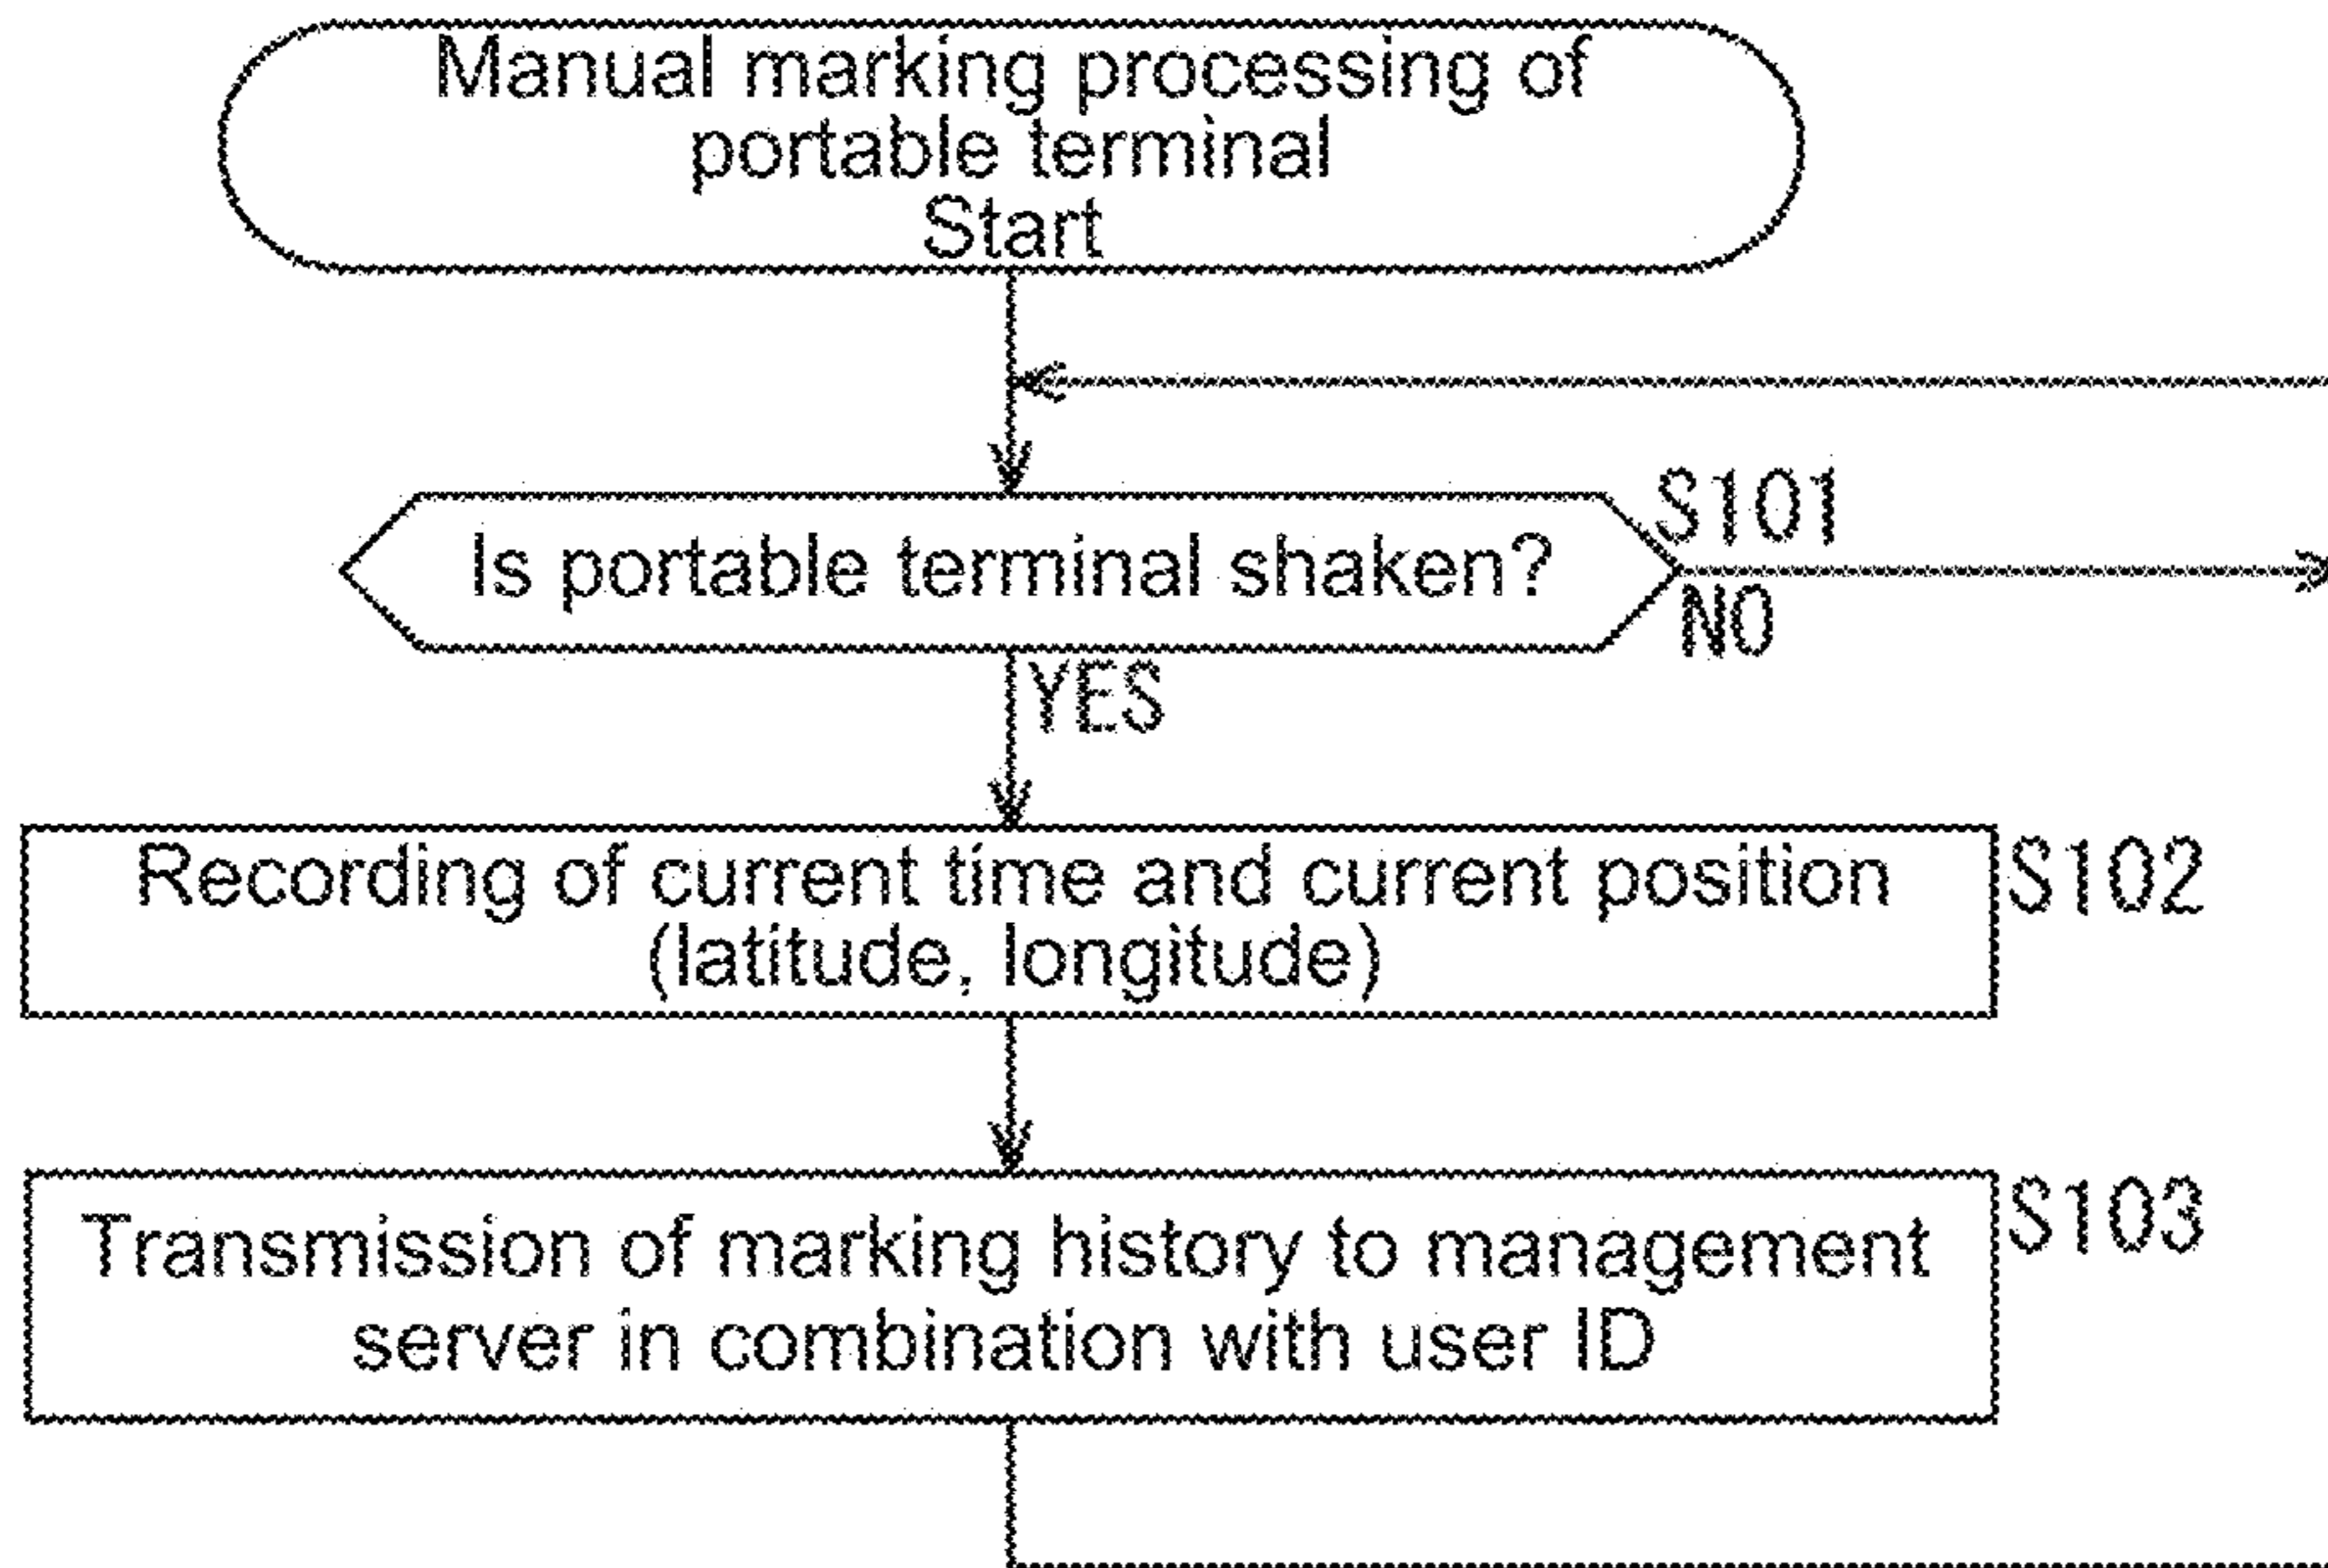 Manual marking processing of
portable terminal
Start
S101
Is portable terminal shaken?
NO
YES
Recording of current time and current position
(latitude, longitude)
S102
Transmission of marking history to management
server in combination with user ID
S103